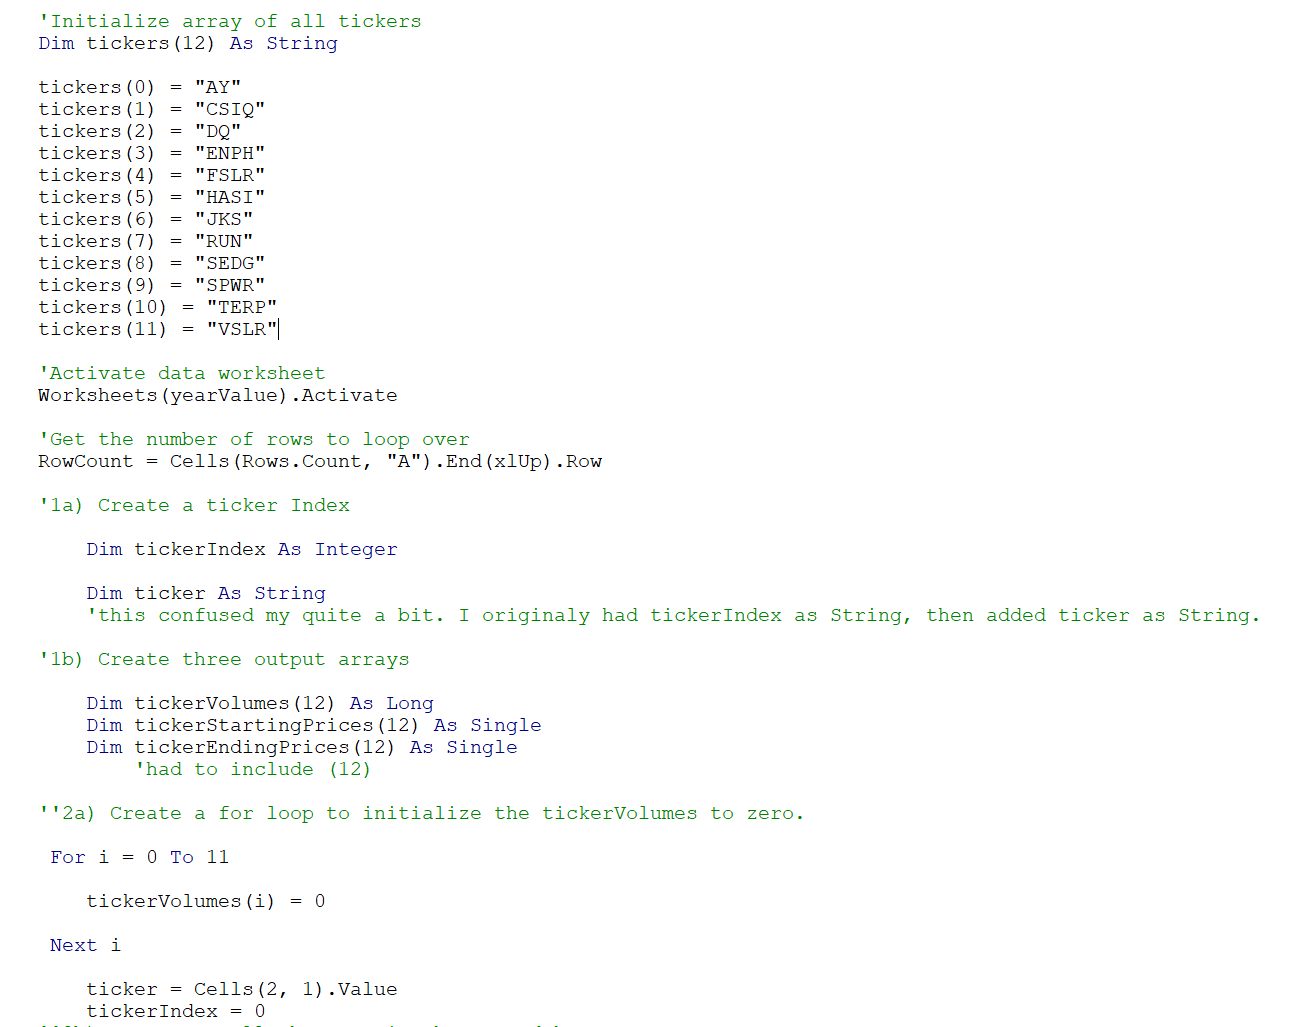 'Initialize array of all tickers
Dim tickers(12) As String
tickers(0) = "AY"
tickers(1) = "CSIQ"
tickers(2) = "DQ"
tickers(3) = "ENPH"
tickers(4) = "FSLR"
tickers(5) = "HASI"
tickers(6) = "JKS"
tickers(7) = "RUN"
tickers(8) = "SEDG"
tickers(9) = "SPWR"
tickers(10) = "TERP"
tickers(11) = "VSLR"
'Activate data worksheet
Worksheets(yearValue).Activate
'Get the number of rows to loop over
RowCount = Cells(Rows.Count, "A").End(xlUp).Row
'1a) Create a ticker Index
Dim tickerIndex As Integer
Dim ticker As String
'this confused my quite a bit. I originaly had tickerIndex as String, then added ticker as String.
'1b) Create three output arrays
Dim tickerVolumes(12) As Long
Dim tickerStartingPrices(12) As Single
Dim tickerEndingPrices(12) As Single
'had to include (12)
''2a) Create a for loop to initialize the tickerVolumes to zero.
For i = 0 To 11
tickerVolumes(i) = 0
Next i
ticker = Cells(2, 1).Value
tickerIndex = 0